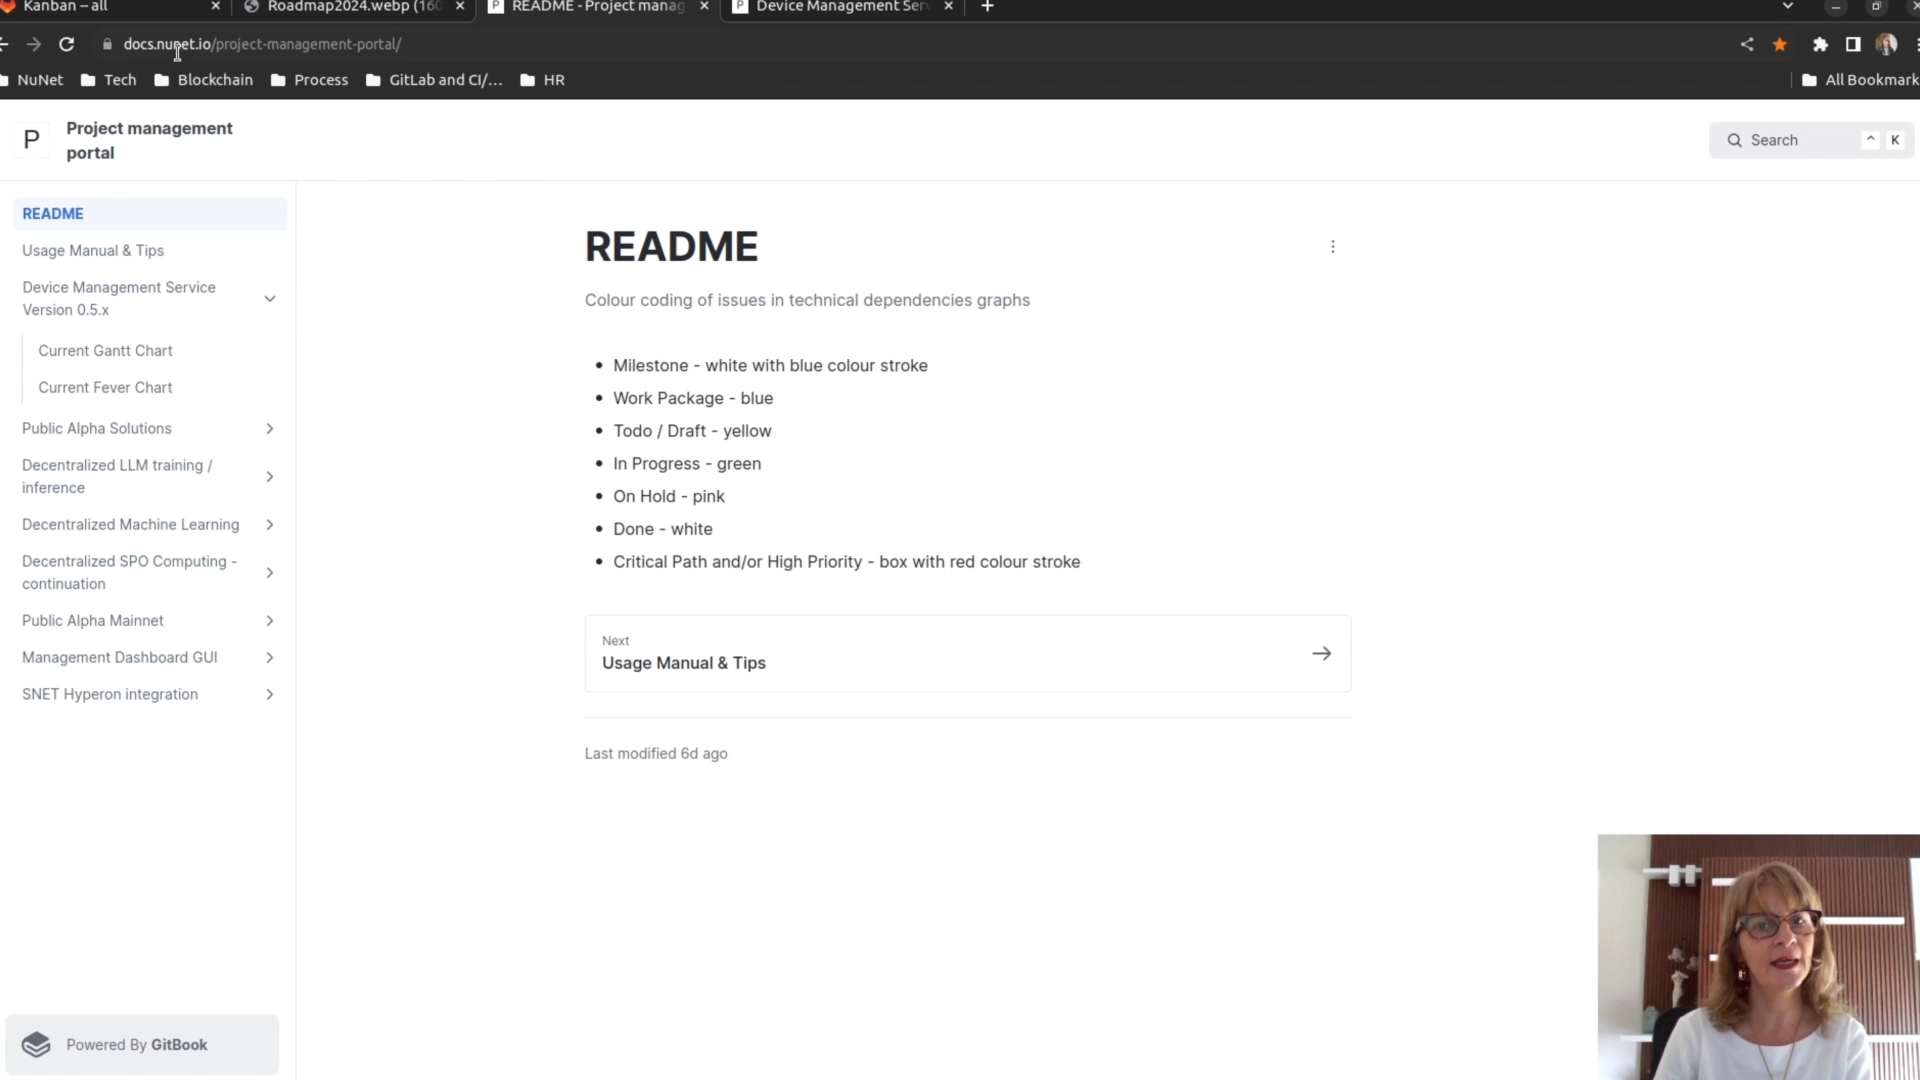 Kanban – all
Roadmap2024.webp (160
P README - Project manag
P Device Management Serv
docs.nunet.io/project-management-portal/
NuNet
Tech
Blockchain
Process
GitLab and CI/...
HR
All Bookmark
P
Project management
portal
Search
^ K
README
Usage Manual & Tips
Device Management Service
Version 0.5.x
Current Gantt Chart
Current Fever Chart
Public Alpha Solutions
Decentralized LLM training /
inference
Decentralized Machine Learning
Decentralized SPO Computing -
continuation
Public Alpha Mainnet
Management Dashboard GUI
SNET Hyperon integration
Powered By GitBook
README
Colour coding of issues in technical dependencies graphs
• Milestone - white with blue colour stroke
• Work Package - blue
• Todo / Draft - yellow
• In Progress - green
• On Hold - pink
• Done - white
• Critical Path and/or High Priority - box with red colour stroke
Next
Usage Manual & Tips
Last modified 6d ago